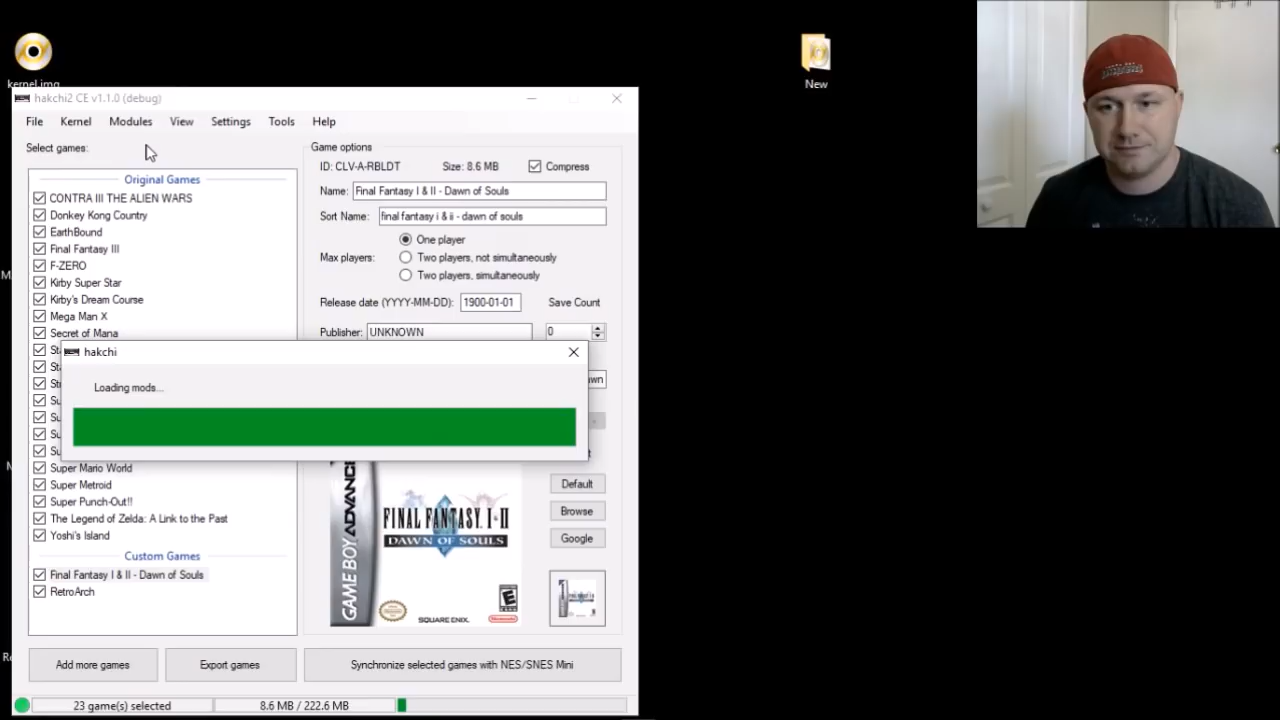 kernel.img
New
hakchi2 CE v1.1.0 (debug)
File Kernel Modules View Settings Tools Help
Select games:
Original Games
CONTRA III THE ALIEN WARS
Donkey Kong Country
EarthBound
Final Fantasy III
F-ZERO
Kirby Super Star
Kirby's Dream Course
Mega Man X
Secret of Mana
Super Mario World
Super Metroid
Super Punch-Out!!
The Legend of Zelda: A Link to the Past
Yoshi's Island
Custom Games
Final Fantasy I & II - Dawn of Souls
RetroArch
Game options
ID: CLV-A-RBLDT Size: 8.6 MB Compress
Name: Final Fantasy I & II - Dawn of Souls
Sort Name: final fantasy i & ii - dawn of souls
One player
Max players: Two players, not simultaneously
Two players, simultaneously
Release date (YYYY-MM-DD): 1900-01-01 Save Count
Publisher: UNKNOWN 0
hakchi
Loading mods...
Default
Browse
Google
GAME BOY ADVANCE
FINAL FANTASY I•II
DAWN OF SOULS
E
SQUARE ENIX.
Nintendo
Add more games Export games Synchronize selected games with NES/SNES Mini
23 game(s) selected 8.6 MB / 222.6 MB